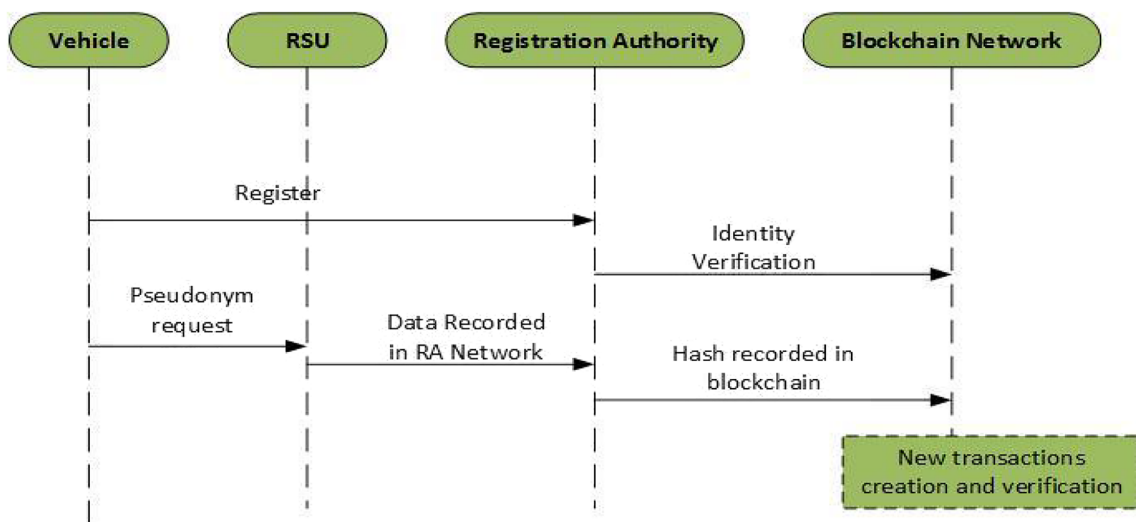 Vehicle
RSU
Registration Authority
Blockchain Network
Register
Identity
Verification
Pseudonym
request
Data Recorded
in RA Network
Hash recorded in
blockchain
New transactions
creation and verification